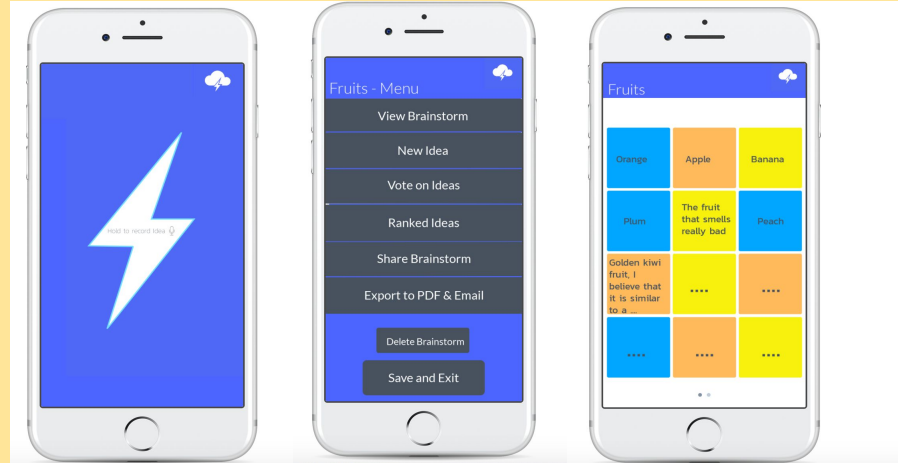 Hold to record idea
Fruits - Menu
View Brainstorm
New Idea
Vote on Ideas
Ranked Ideas
Share Brainstorm
Export to PDF & Email
Delete Brainstorm
Save and Exit
Fruits
Orange
Apple
Banana
Plum
The fruit
that smells
really bad
Peach
Golden kiwi
fruit, I
believe that
it is similar
to a ...
....
....
....
....
....